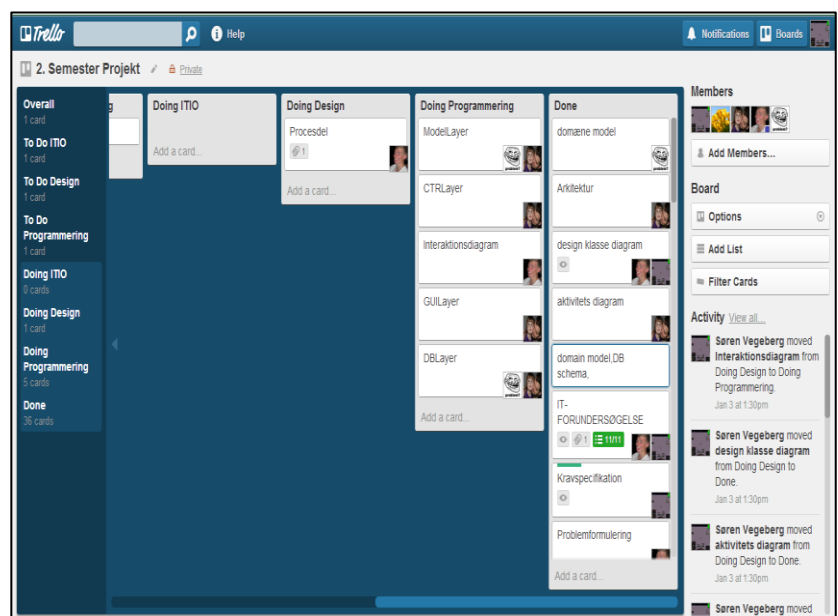 Trello
Help
Notifications
Boards
2. Semester Projekt
Private
Overall
1 card
To Do ITIO
1 card
To Do Design
1 card
To Do
Programmering
1 card
Doing ITIO
0 cards
Doing Design
1 card
Doing
Programmering
5 cards
Done
36 cards
g
Doing ITIO
Add a card...
Doing Design
Procesdel
1
Add a card...
Doing Programmering
ModelLayer
CTRLayer
Interaktionsdiagram
GUILayer
DBLayer
Add a card...
Done
domæne model
Arkitektur
design klasse diagram
aktivitets diagram
domain model,DB
schema,
IT-
FORUNDERSØGELSE
1
11/11
Kravspecifikation
Problemformulering
Add a card...
Members
Add Members...
Board
Options
Add List
Filter Cards
Activity View all...
Søren Vegeberg moved
Interaktionsdiagram from
Doing Design to Doing
Programmering.
Jan 3 at 1:30pm
Søren Vegeberg moved
design klasse diagram
from Doing Design to
Done.
Jan 3 at 1:30pm
Søren Vegeberg moved
aktivitets diagram from
Doing Design to Done.
Jan 3 at 1:30pm
Søren Vegeberg moved